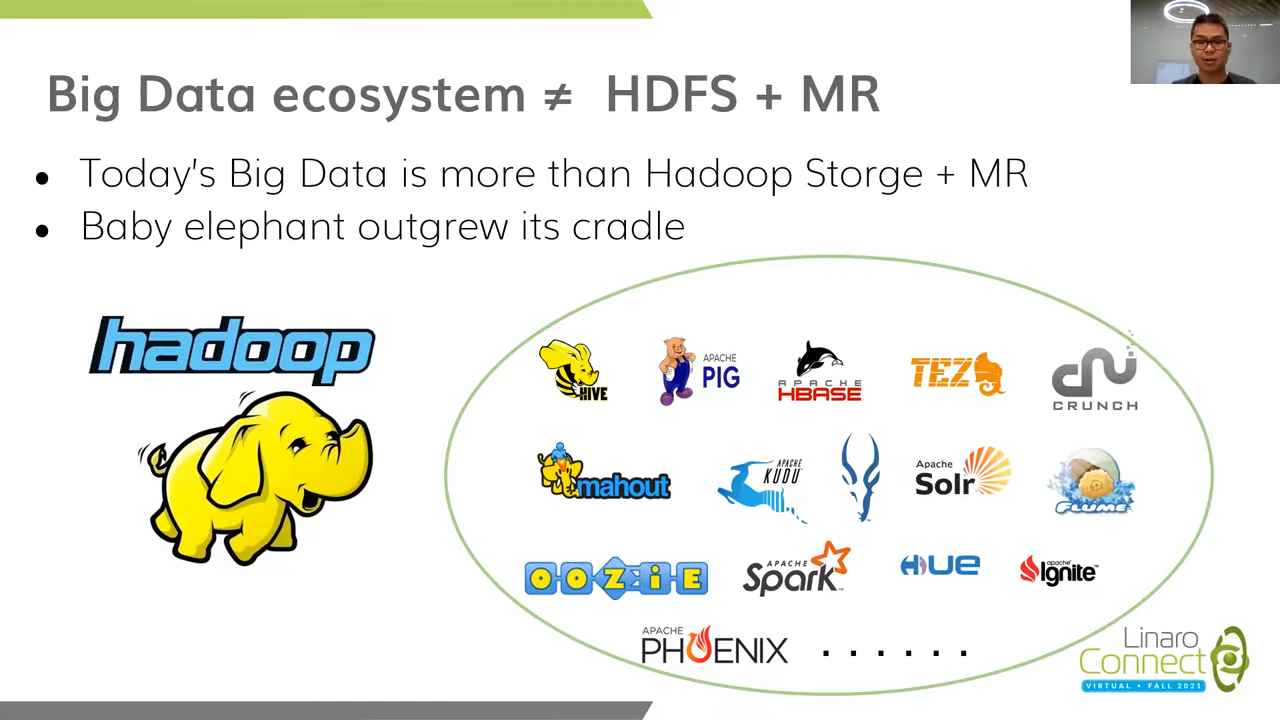 Big Data ecosystem ≠ HDFS + MR
● Today's Big Data is more than Hadoop Storge + MR
● Baby elephant outgrew its cradle
hadoop
HIVE
APACHE
PIG
APACHE
HBASE
TEZ
CRUNCH
mahout
APACHE
KUDU
Apache
Solr
FLUME
OOZIE
APACHE
Spark™
HUE
apache
Ignite™
APACHE
PHOENIX
. . . . . .
Linaro
Connect
VIRTUAL • FALL 2021